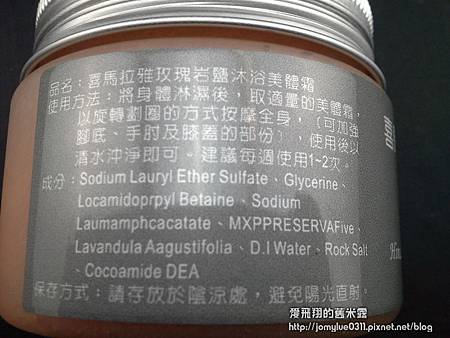 品名：喜馬拉雅玫瑰岩鹽沐浴美體霜
使用方法：將身體淋濕後，取適量的美體霜，
以旋轉劃圈的方式按摩全身，（可加強
腳底、手肘及膝蓋的部份），使用後以
清水沖淨即可。建議每週使用1~2次。
成分：Sodium Lauryl Ether Sulfate、Glycerine、
Locamidoprpyl Betaine、Sodium
Laumamphcacatate、MXPPRESERVAFive、
Lavandula Aagustifolia、D.I Water、Rock Salt
、Cocoamide DEA
保存方式：請存放於陰涼處，避免陽光直射。
愛飛翔的舊米露
http://jomylue0311.pixnet.net/blog